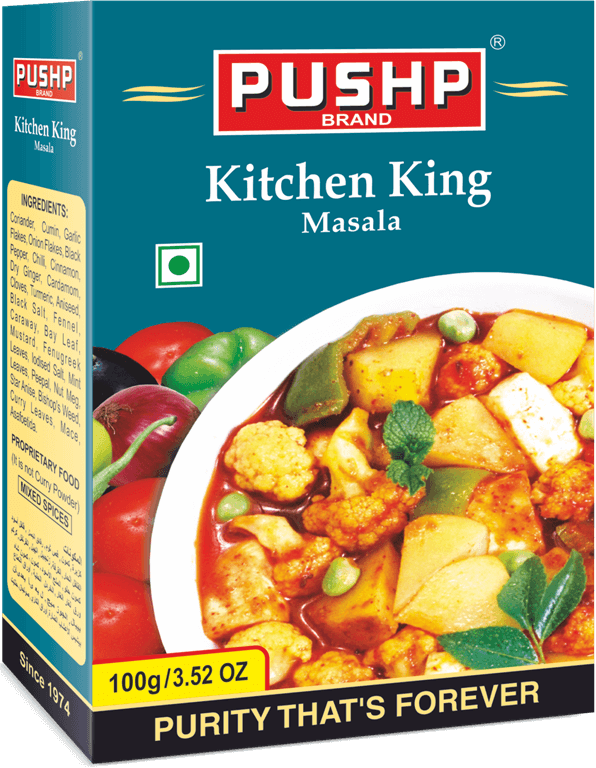 PUSHP
BRAND
®
Kitchen King
Masala
100g/3.52 OZ
PURITY THAT'S FOREVER
PUSHP
BRAND
Kitchen King
Masala
INGREDIENTS:
Coriander, Cumin, Garlic
Flakes, Onion Flakes, Black
Pepper, Chilli, Cinnamon,
Dry Ginger, Cardamom,
Cloves, Turmeric, Aniseed,
Black Salt, Fennel,
Caraway, Bay Leaf,
Mustard, Fenugreek
Leaves, Iodised Salt, Mint
Leaves, Peepal, Nut Meg,
Star Anise, Bishop's Weed,
Curry Leaves, Mace,
Asafoetida.
PROPRIETARY FOOD
(It is not Curry Powder)
MIXED SPICES
Since 1974